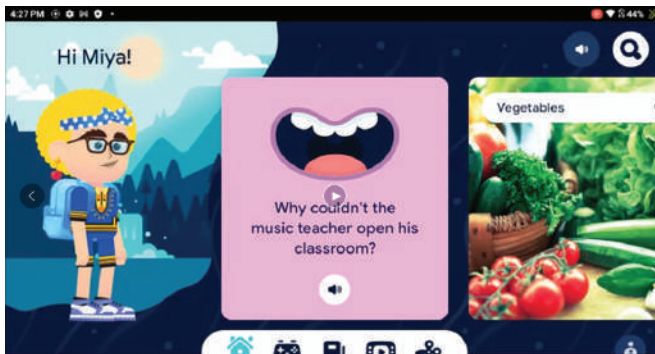 4:27 PM
44%
Hi Miya!
Why couldn't the
music teacher open his
classroom?
Vegetables